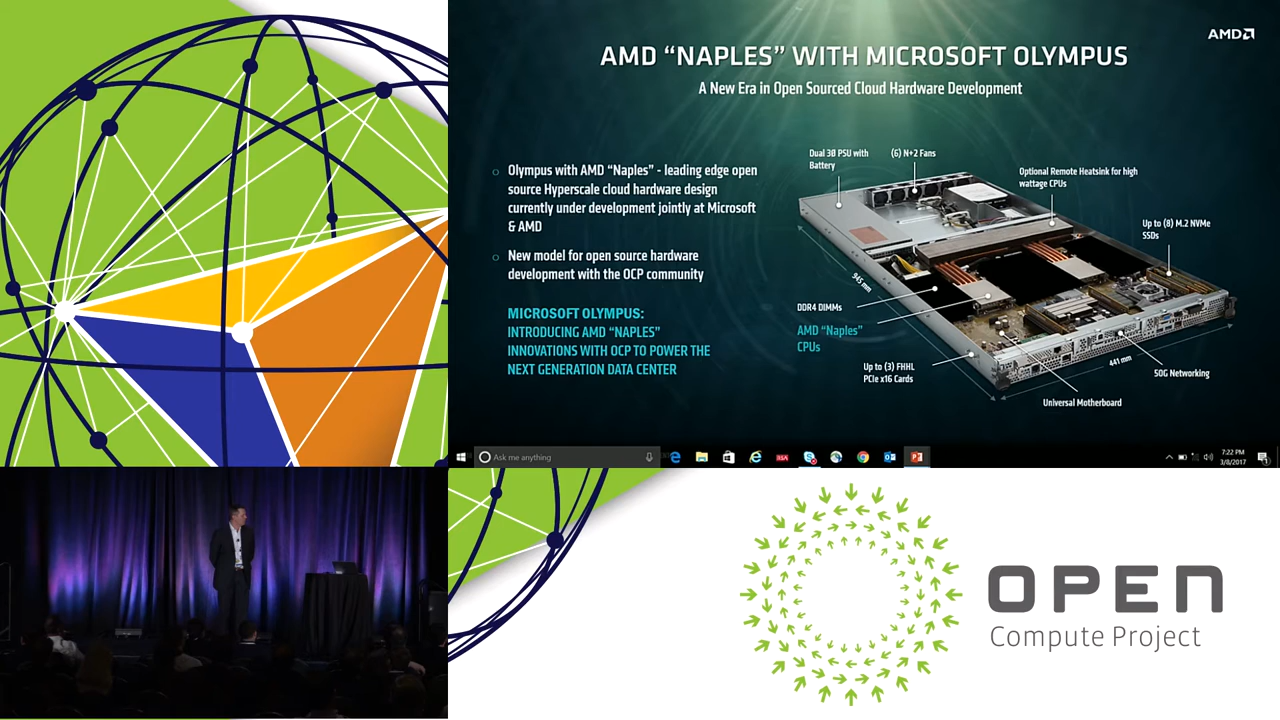 AMD
AMD “NAPLES” WITH MICROSOFT OLYMPUS
A New Era in Open Sourced Cloud Hardware Development
Olympus with AMD “Naples” - leading edge open
source Hyperscale cloud hardware design
currently under development jointly at Microsoft
& AMD
New model for open source hardware
development with the OCP community
MICROSOFT OLYMPUS:
INTRODUCING AMD “NAPLES”
INNOVATIONS WITH OCP TO POWER THE
NEXT GENERATION DATA CENTER
Dual 3Ø PSU with
Battery
(6) N+2 Fans
Optional Remote Heatsink for high
wattage CPUs
Up to (8) M.2 NVMe
SSDs
945 mm
DDR4 DIMMs
AMD “Naples”
CPUs
Up to (3) FHHL
PCIe x16 Cards
441 mm
50G Networking
Universal Motherboard
Ask me anything
RSA
7:22 PM
3/8/2017
OPEN
Compute Project